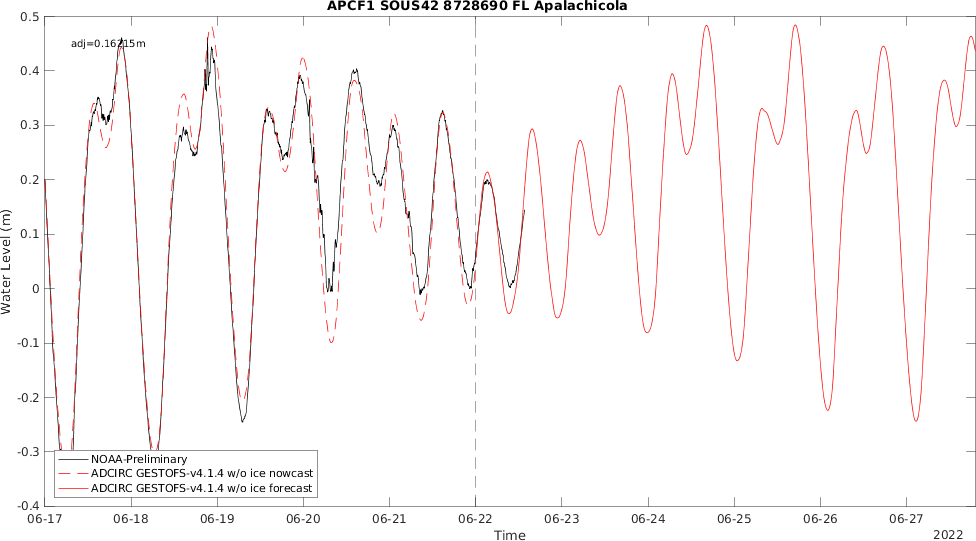 APCF1 SOUS42 8728690 FL Apalachicola
adj=0.16215m
Water Level (m)
0.5
0.4
0.3
0.2
0.1
0
-0.1
-0.2
-0.3
-0.4
NOAA-Preliminary
ADCIRC GESTOFS-v4.1.4 w/o ice nowcast
ADCIRC GESTOFS-v4.1.4 w/o ice forecast
06-17 06-18 06-19 06-20 06-21 06-22 06-23 06-24 06-25 06-26 06-27
Time
2022